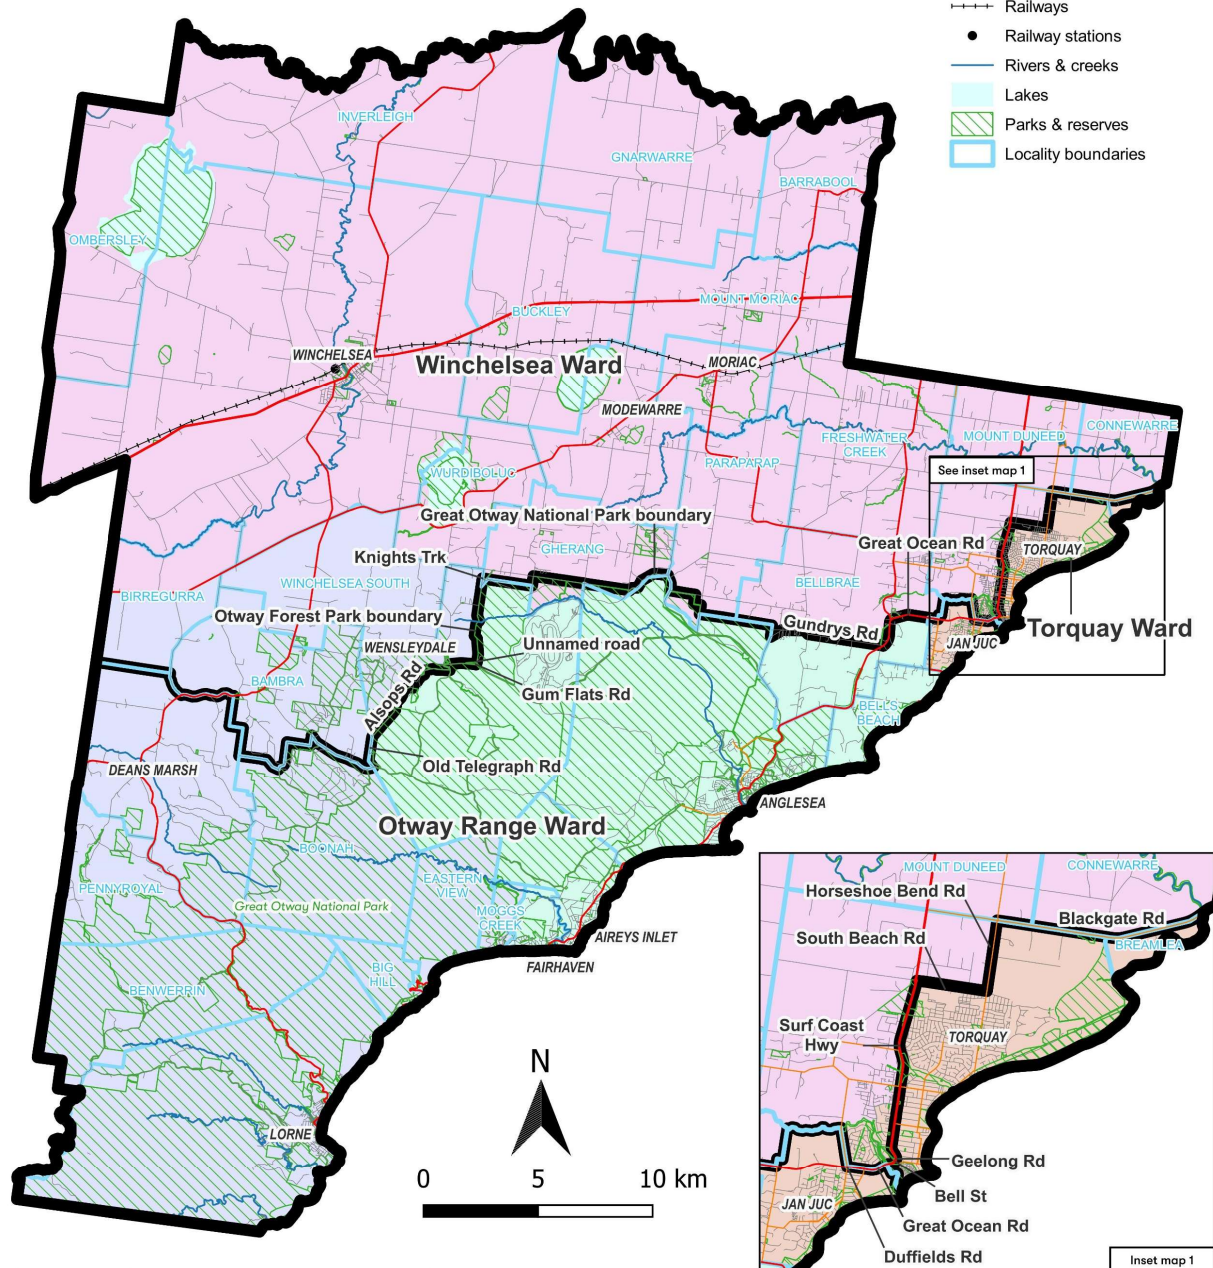 Railways
Railway stations
Rivers & creeks
Lakes
Parks & reserves
Locality boundaries
INVERLEIGH
GNARWARRE
BARRABOOL
OMBERSLEY
MOUNT MORIAC
BUCKLEY
WINCHELSEA
Winchelsea Ward
MORIAC
MODEWARRE
FRESHWATER
CREEK
MOUNT DUNEED
CONNEWARRE
WURDIBOLUC
PARAPARAP
See inset map 1
Great Otway National Park boundary
Great Ocean Rd
TORQUAY
Knights Trk
GHERANG
BELLBRAE
WINCHELSEA SOUTH
BIRREGURRA
Otway Forest Park boundary
Gundrys Rd
Torquay Ward
JAN JUC
WENSLEYDALE
Unnamed road
BAMBRA
Alsops Rd
Gum Flats Rd
BELLS
BEACH
DEANS MARSH
Old Telegraph Rd
ANGLESEA
Otway Range Ward
BOONAH
PENNYROYAL
EASTERN
VIEW
Great Otway National Park
MOGGS
CREEK
AIREYS INLET
FAIRHAVEN
BIG
HILL
BENWERRIN
LORNE
N
0 5 10 km
MOUNT DUNEED
CONNEWARRE
Horseshoe Bend Rd
Blackgate Rd
South Beach Rd
BREAMLEA
Surf Coast
Hwy
TORQUAY
Geelong Rd
Bell St
JAN JUC
Great Ocean Rd
Duffields Rd
Inset map 1